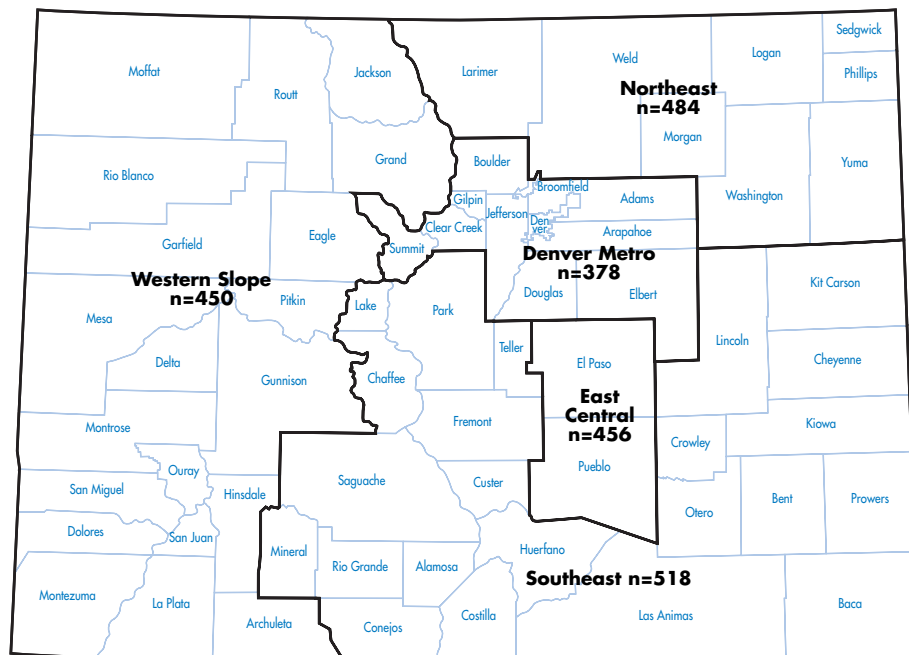 Sedgwick
Logan
Weld
Moffat
Jackson
Larimer
Phillips
Routt
Northeast
n=484
Morgan
Grand
Boulder
Yuma
Rio Blanco
Broomfield
Adams
Washington
Gilpin
Jefferson
Den
ver
Clear Creek
Arapahoe
Eagle
Garfield
Summit
Denver Metro
n=378
Western Slope
n=450
Kit Carson
Pitkin
Lake
Park
Douglas
Elbert
Mesa
Lincoln
Teller
Delta
El Paso
Cheyenne
Gunnison
Chaffee
East
Central
n=456
Fremont
Kiowa
Montrose
Crowley
Ouray
Pueblo
Saguache
Custer
San Miguel
Hinsdale
Bent
Prowers
Otero
Dolores
San Juan
Mineral
Huerfano
Rio Grande
Alamosa
Southeast n=518
Montezuma
La Plata
Baca
Costilla
Las Animas
Archuleta
Conejos